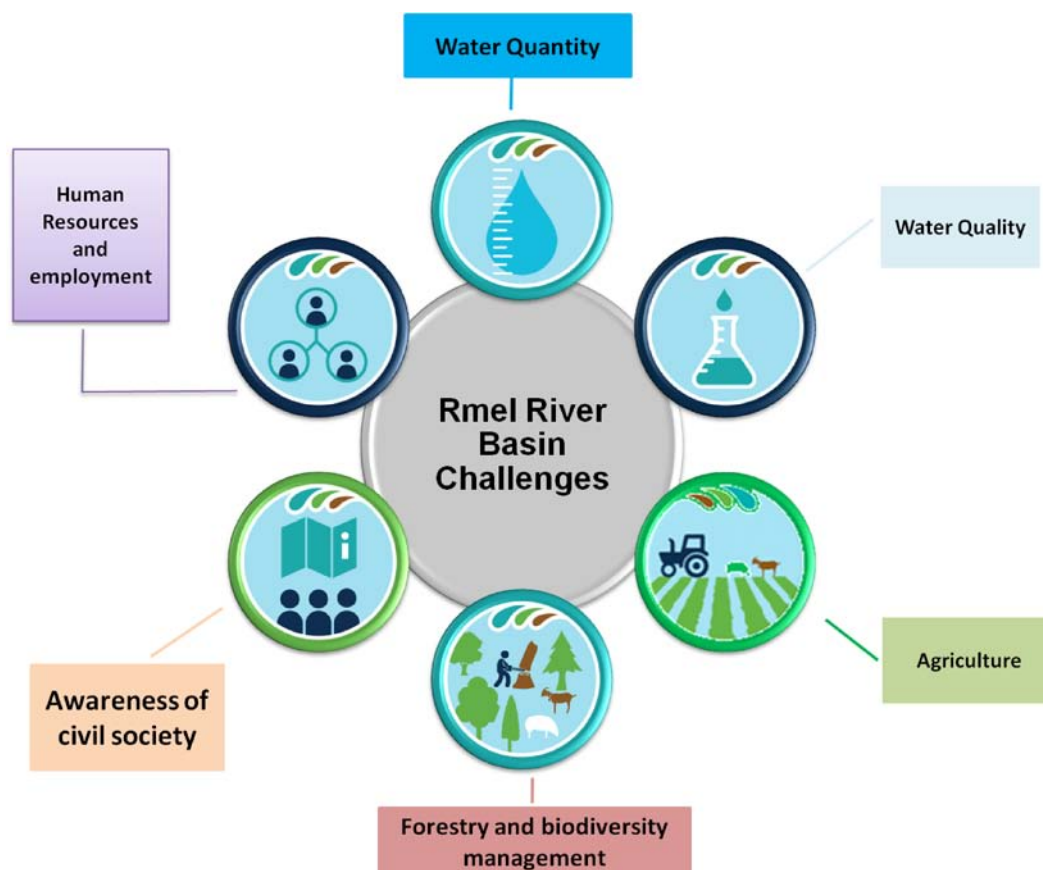 Water Quantity
Human
Resources
and
employment
Water Quality
Rmel River
Basin
Challenges
Awareness of
civil society
Agriculture
Forestry and biodiversity
management